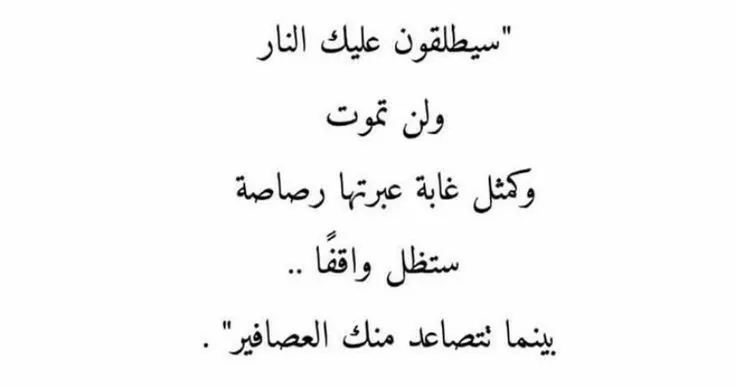 "سيطلقون عليك النار
ولن تموت
وكمثل غابة عبرتها رصاصة
ستظل واقفًا ..
بينما تتصاعد منك العصافير" .